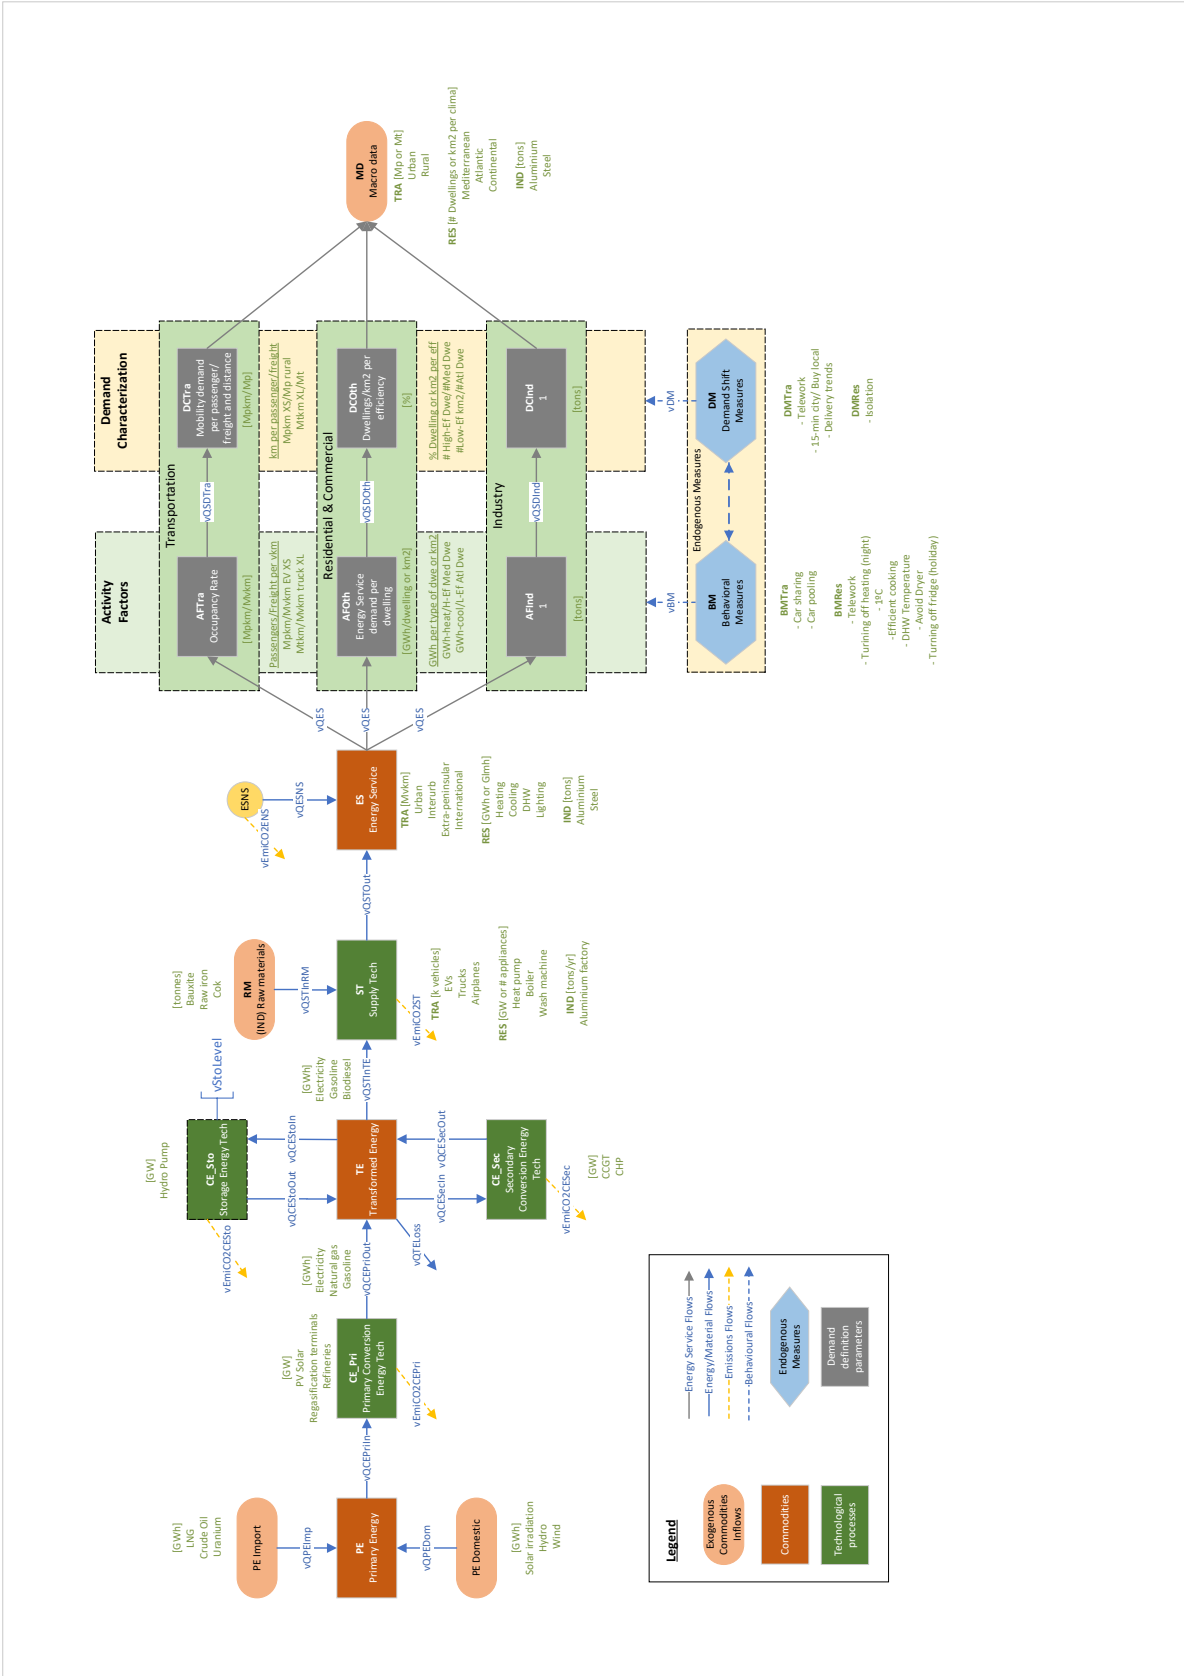 [GWh]
LNG
Crude Oil
Uranium
PE Import
vQPEImp
PE
Primary Energy
vQPEDom
PE Domestic
[GWh]
Solar irradiation
Hydro
Wind
vQCEPriIn
[GW]
PV Solar
Regasification terminals
Refineries
CE_Pri
Primary Conversion
Energy Tech
vEmiCO2CEPri
[GWh]
Electricity
Natural gas
Gasoline
vQCEPriOut
[GW]
Hydro Pump
CE_Sto
Storage Energy Tech
vStoLevel
vEmiCO2CESto
vQCEStoOut
vQCEStoIn
TE
Transformed Energy
vQTELoss
vQCESecIn
vQCESecOut
CE_Sec
Secondary
Conversion Energy
Tech
vEmiCO2CESec
[GW]
CCGT
CHP
[GWh]
Electricity
Gasoline
Biodiesel
vQSTInTE
[tonnes]
Bauxite
Raw iron
Cok
RM
(IND) Raw materials
vQSTInRM
ST
Supply Tech
vEmiCO2ST
TRA [k vehicles]
EVs
Trucks
Airplanes
RES [GW or # appliances]
Heat pump
Boiler
Wash machine
IND [tons/yr]
Aluminium factory
vQSTOut
ESNS
vEmiCO2ENS
vQESNS
ES
Energy Service
TRA [Mvkm]
Urban
Interurb
Extra-peninsular
International
RES [GWh or Glmh]
Heating
Cooling
DHW
Lighting
IND [tons]
Aluminium
Steel
vQES
vQES
vQES
Activity
Factors
Demand
Characterization
Transportation
AFTra
Occupancy Rate
[Mpkm/Mvkm]
vQSDTra
DCTra
Mobility demand
per passenger/
freight and distance
[Mpkm/Mp]
Passengers/Freight per vkm
Mpkm/Mvkm EV XS
Mtkm/Mvkm truck XL
km per passenger/freight
Mpkm XS/Mp rural
Mtkm XL/Mt
Residential & Commercial
AFOth
Energy Service
demand per
dwelling
[GWh/dwelling or km2]
vQSDOth
DCOth
Dwellings/km2 per
efficiency
[%]
GWh per type of dwe or km2
GWh-heat/H-Ef Med Dwe
GWh-cool/L-Ef Atl Dwe
% Dwelling or km2 per eff
# High-Ef Dwe/#Med Dwe
#Low-Ef km2/#Atl Dwe
Industry
AFInd
1
[tons]
vQSDInd
DCInd
1
[tons]
MD
Macro data
TRA [Mp or Mt]
Urban
Rural
RES [# Dwellings or km2 per clima]
Mediterranean
Atlantic
Continental
IND [tons]
Aluminium
Steel
vBM
vDM
Endogenous Measures
BM
Behavioral
Measures
DM
Demand Shift
Measures
BMTra
- Car sharing
- Car pooling
BMRes
- Telework
- Turining off heating (night)
- 1ºC
-Efficient cooking
- DHW Temperature
- Avoid Dryer
- Turning off fridge (holiday)
DMTra
- Telework
- 15-min city/ Buy local
- Delivery trends
DMRes
- Isolation
Legend
Exogenous
Commodities
Inflows
Commodities
Technological
processes
Energy Service Flows
Energy/Material Flows
Emissions Flows
Behavioural Flows
Endogenous
Measures
Demand
definition
parameters